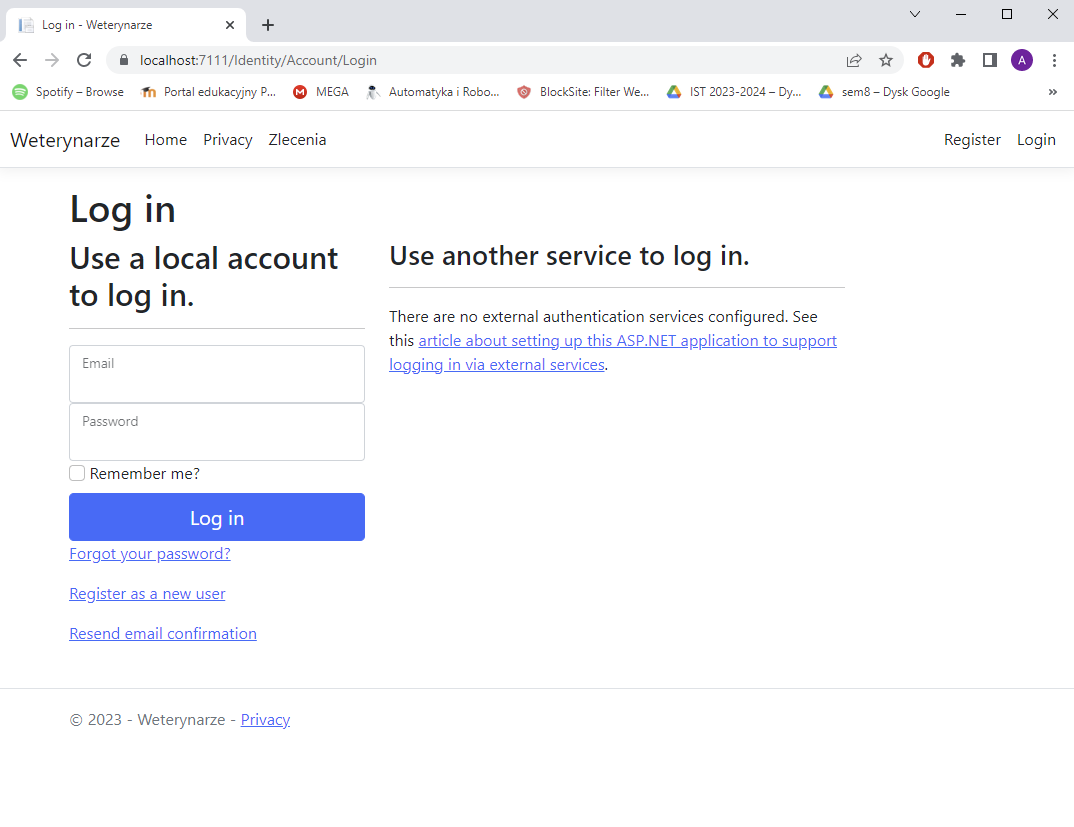 Log in - Weterynarze
localhost:7111/Identity/Account/Login
A
Spotify – Browse
Portal edukacyjny P...
MEGA
Automatyka i Robo...
BlockSite: Filter We...
IST 2023-2024 – Dy...
sem8 – Dysk Google
Weterynarze
Home
Privacy
Zlecenia
Register
Login
Log in
Use a local account
to log in.
Email
Password
Remember me?
Log in
Forgot your password?
Register as a new user
Resend email confirmation
Use another service to log in.
There are no external authentication services configured. See
this article about setting up this ASP.NET application to support
logging in via external services.
© 2023 - Weterynarze - Privacy